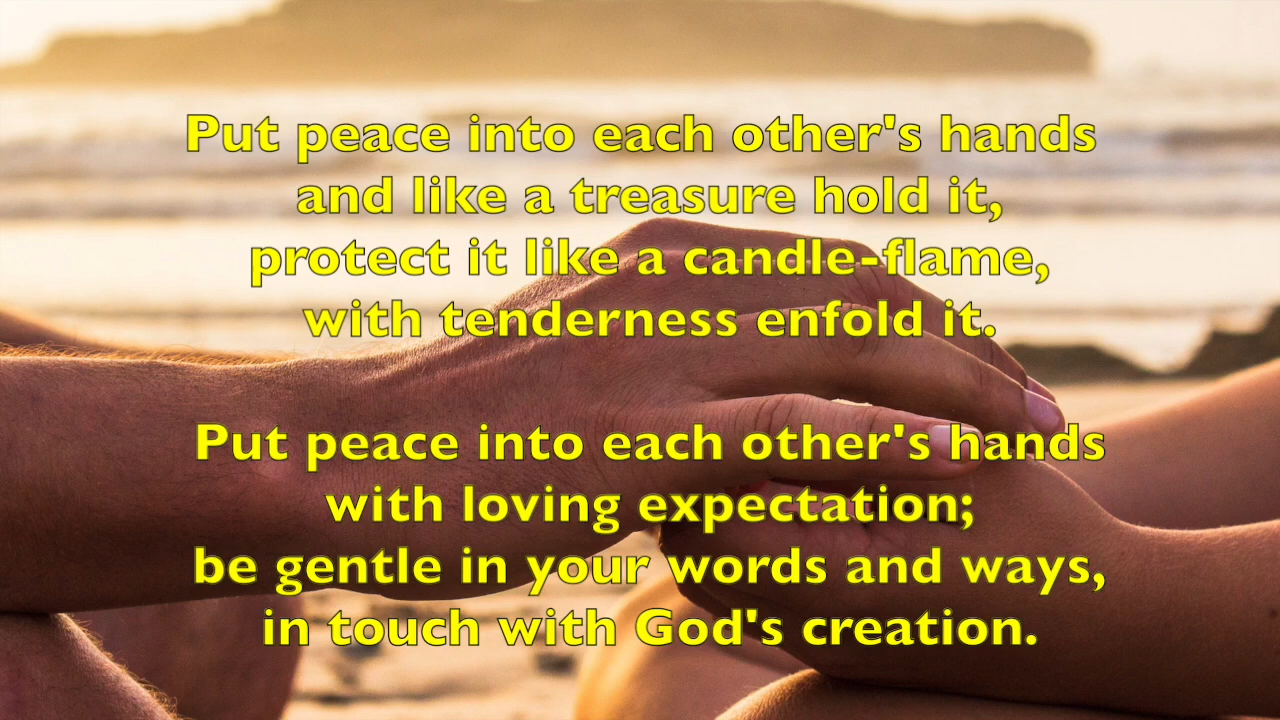 Put peace into each other's hands
and like a treasure hold it,
protect it like a candle-flame,
with tenderness enfold it.
Put peace into each other's hands
with loving expectation;
be gentle in your words and ways,
in touch with God's creation.